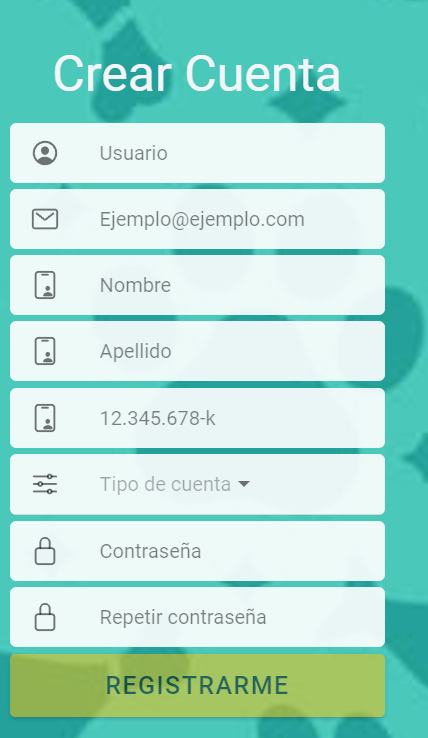 Crear Cuenta
Usuario
Ejemplo@ejemplo.com
Nombre
Apellido
12.345.678-k
Tipo de cuenta
Contraseña
Repetir contraseña
REGISTRARME